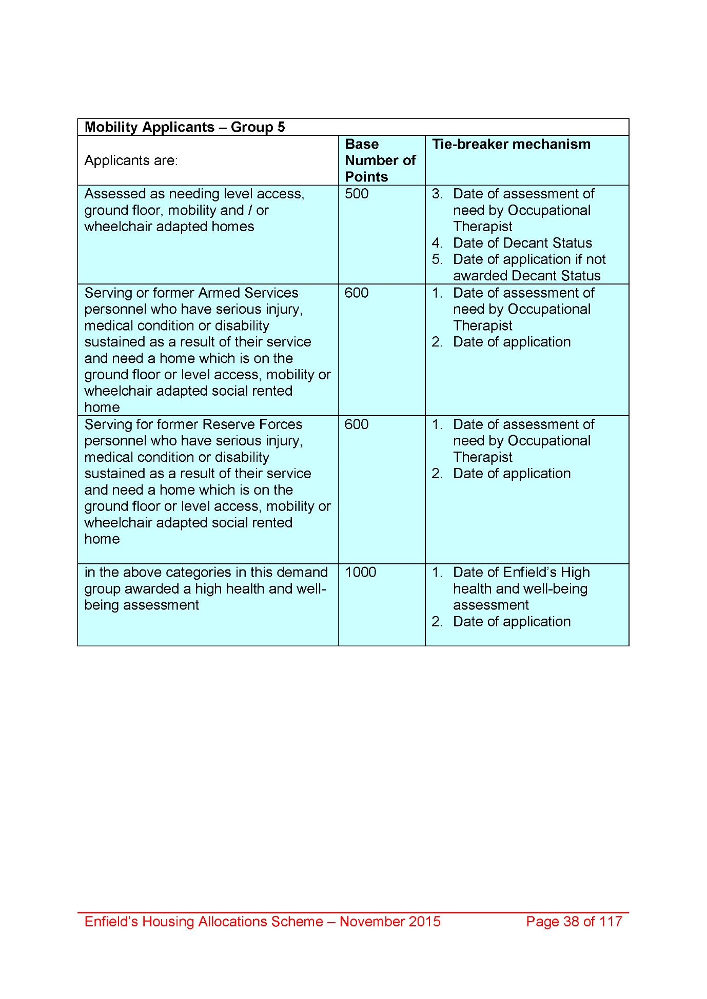 Mobility Applicants – Group 5
Applicants are:
Base
Number of
Points
Tie-breaker mechanism
Assessed as needing level access,
ground floor, mobility and / or
wheelchair adapted homes
500
3. Date of assessment of
need by Occupational
Therapist
4. Date of Decant Status
5. Date of application if not
awarded Decant Status
Serving or former Armed Services
personnel who have serious injury,
medical condition or disability
sustained as a result of their service
and need a home which is on the
ground floor or level access, mobility or
wheelchair adapted social rented
home
600
1. Date of assessment of
need by Occupational
Therapist
2. Date of application
Serving for former Reserve Forces
personnel who have serious injury,
medical condition or disability
sustained as a result of their service
and need a home which is on the
ground floor or level access, mobility or
wheelchair adapted social rented
home
600
1. Date of assessment of
need by Occupational
Therapist
2. Date of application
in the above categories in this demand
group awarded a high health and well-
being assessment
1000
1. Date of Enfield’s High
health and well-being
assessment
2. Date of application
Enfield’s Housing Allocations Scheme – November 2015 Page 38 of 117